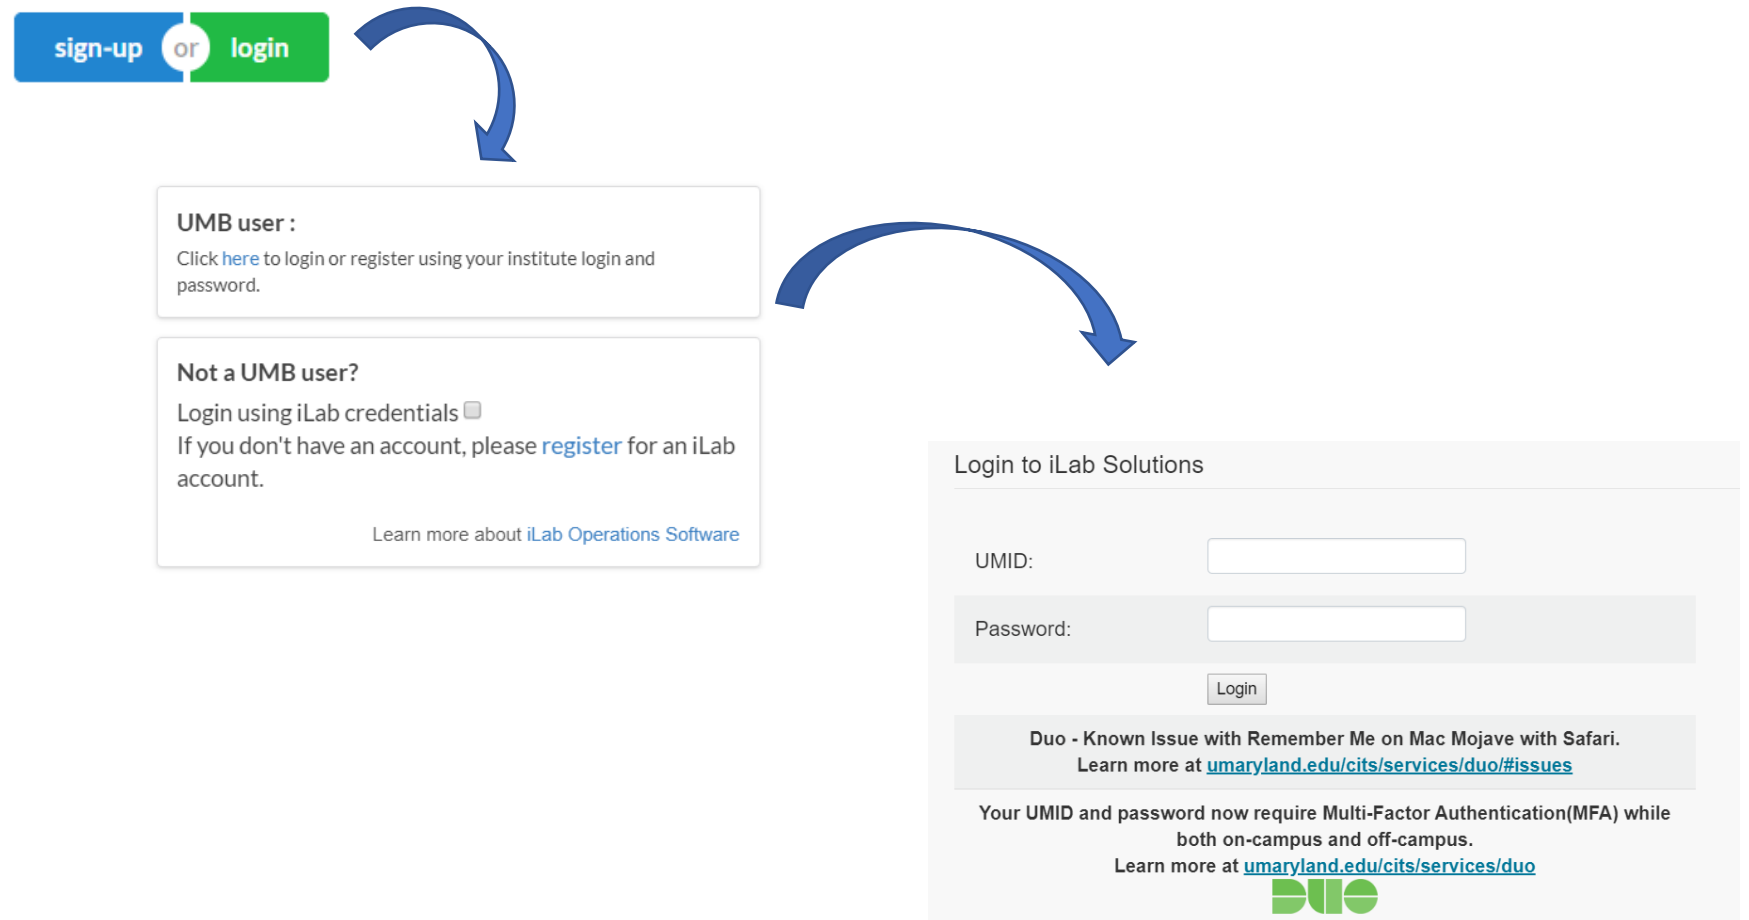 sign-up or login
UMB user :
Click here to login or register using your institute login and
password.
Not a UMB user?
Login using iLab credentials
If you don't have an account, please register for an iLab
account.
Learn more about iLab Operations Software
Login to iLab Solutions
UMID:
Password:
Login
Duo - Known Issue with Remember Me on Mac Mojave with Safari.
Learn more at umaryland.edu/cits/services/duo/#issues
Your UMID and password now require Multi-Factor Authentication(MFA) while
both on-campus and off-campus.
Learn more at umaryland.edu/cits/services/duo
DUO